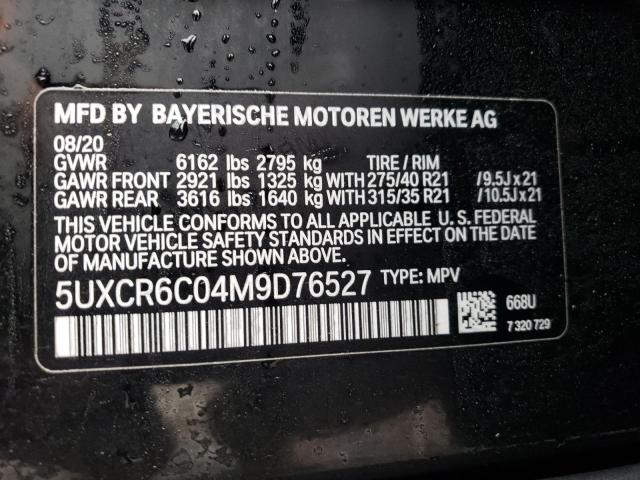 MFD BY BAYERISCHE MOTOREN WERKE AG
08/20
GVWR 6162 lbs 2795 kg TIRE / RIM
GAWR FRONT 2921 lbs 1325 kg WITH 275/40 R21 /9.5J x 21
GAWR REAR 3616 lbs 1640 kg WITH 315/35 R21 /10.5J x 21
THIS VEHICLE CONFORMS TO ALL APPLICABLE U.S. FEDERAL
MOTOR VEHICLE SAFETY STANDARDS IN EFFECT ON THE DATE
OF MANUFACTURE SHOWN ABOVE.
5UXCR6C04M9D76527 TYPE: MPV
668U
7 320 729